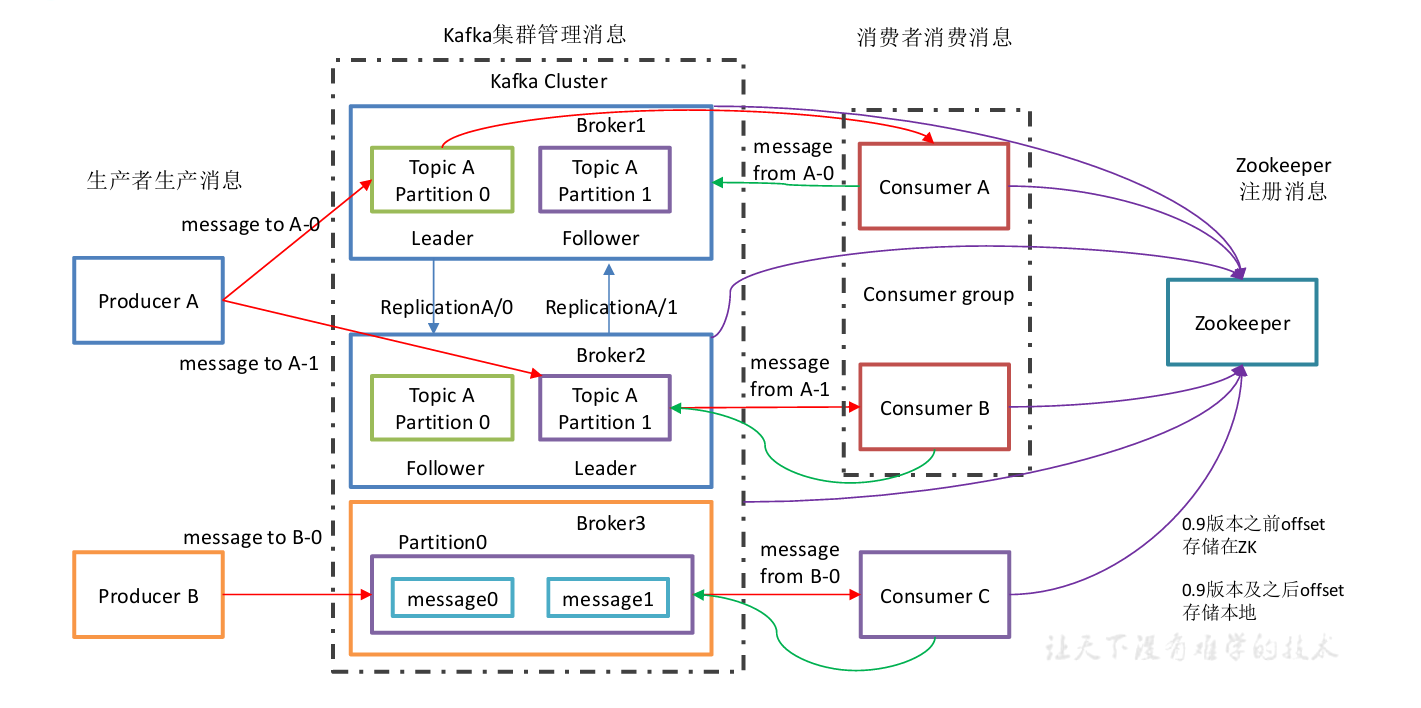 Kafka集群管理消息
消费者消费消息
Kafka Cluster
Broker1
Topic A
Partition 0
Topic A
Partition 1
Leader
Follower
生产者生产消息
message to A-0
Producer A
message to A-1
ReplicationA/0
ReplicationA/1
Broker2
Topic A
Partition 0
Topic A
Partition 1
Follower
Leader
message
from A-0
Consumer A
Consumer group
message
from A-1
Consumer B
Zookeeper
注册消息
Zookeeper
message to B-0
Producer B
Broker3
Partition0
message0
message1
message
from B-0
Consumer C
0.9版本之前offset
存储在ZK
0.9版本及之后offset
存储本地
让天下没有难学的技术